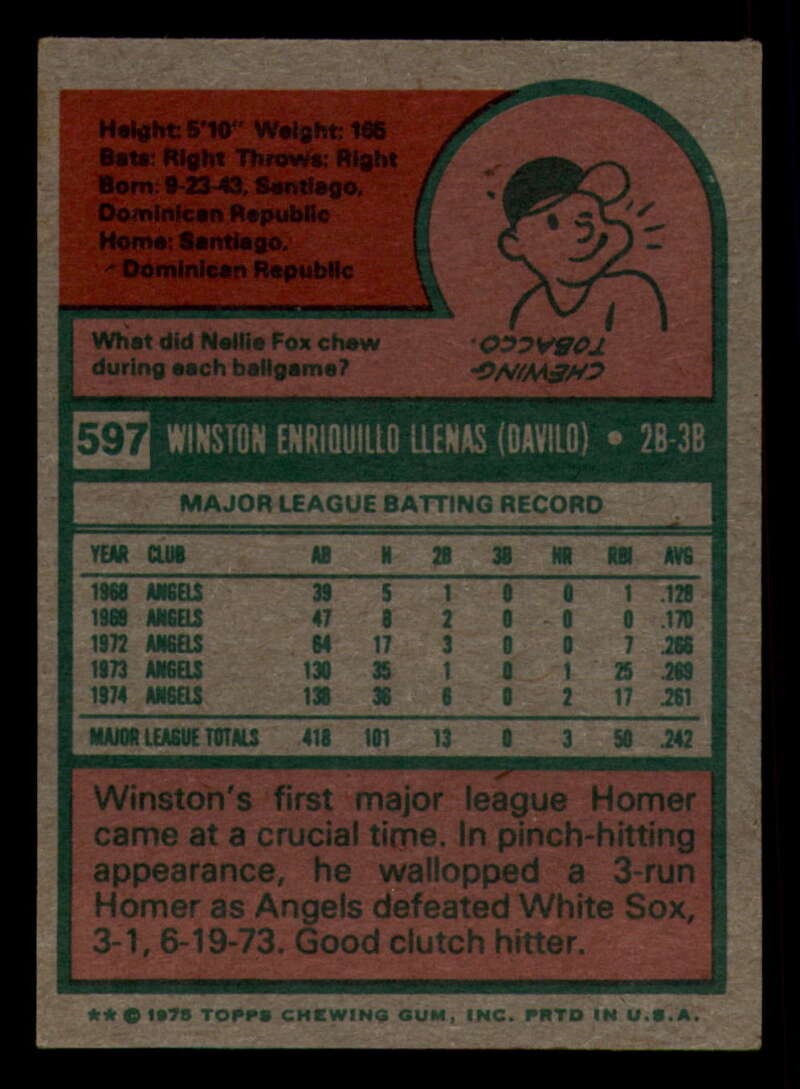 Height: 5'10" Weight: 165
Bats: Right Throws: Right
Born: 9-23-43, Santiago,
Dominican Republic
Home: Santiago,
Dominican Republic
What did Nellie Fox chew
during each ballgame?
CHEWING
TOBACCO.
597 WINSTON ENRIQUILLO LLENAS (DAVILO) • 2B-3B
MAJOR LEAGUE BATTING RECORD
YEAR CLUB AB H 2B 3B HR RBI AVG
1968 ANGELS 39 5 1 0 0 1 .128
1969 ANGELS 47 8 2 0 0 0 .170
1972 ANGELS 64 17 3 0 0 7 .266
1973 ANGELS 130 35 1 0 1 25 .269
1974 ANGELS 138 36 6 0 2 17 .261
MAJOR LEAGUE TOTALS 418 101 13 0 3 50 .242
Winston's first major league Homer
came at a crucial time. In pinch-hitting
appearance, he wallopped a 3-run
Homer as Angels defeated White Sox,
3-1, 6-19-73. Good clutch hitter.
** © 1975 TOPPS CHEWING GUM, INC. PRTD IN U.S.A.